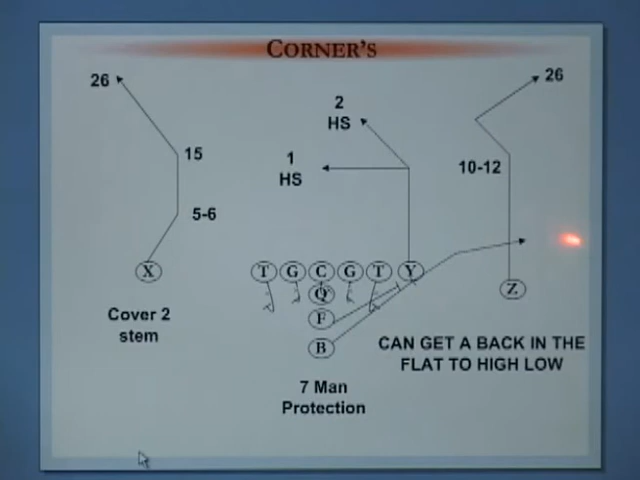 CORNER'S
26
26
2
HS
1
HS
15
10-12
5-6
X
T G C G T Y
Q
Z
F
B
Cover 2
stem
CAN GET A BACK IN THE
FLAT TO HIGH LOW
7 Man
Protection